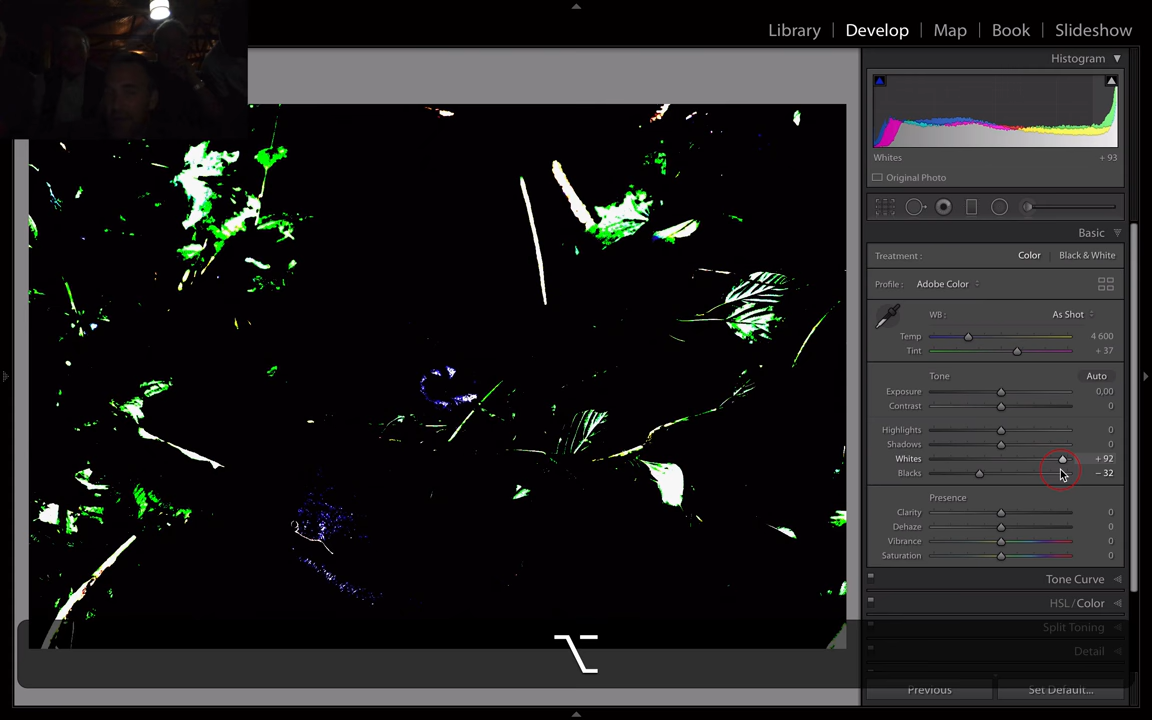 Library | Develop | Map | Book | Slideshow
Histogram
Whites + 93
Original Photo
Basic
Treatment : Color | Black & White
Profile : Adobe Color
WB : As Shot
Temp 4 600
Tint + 37
Tone Auto
Exposure 0,00
Contrast 0
Highlights 0
Shadows 0
Whites + 92
Blacks − 32
Presence
Clarity 0
Dehaze 0
Vibrance 0
Saturation 0
Tone Curve
HSL / Color
Split Toning
Detail
⌥
Previous Set Default...